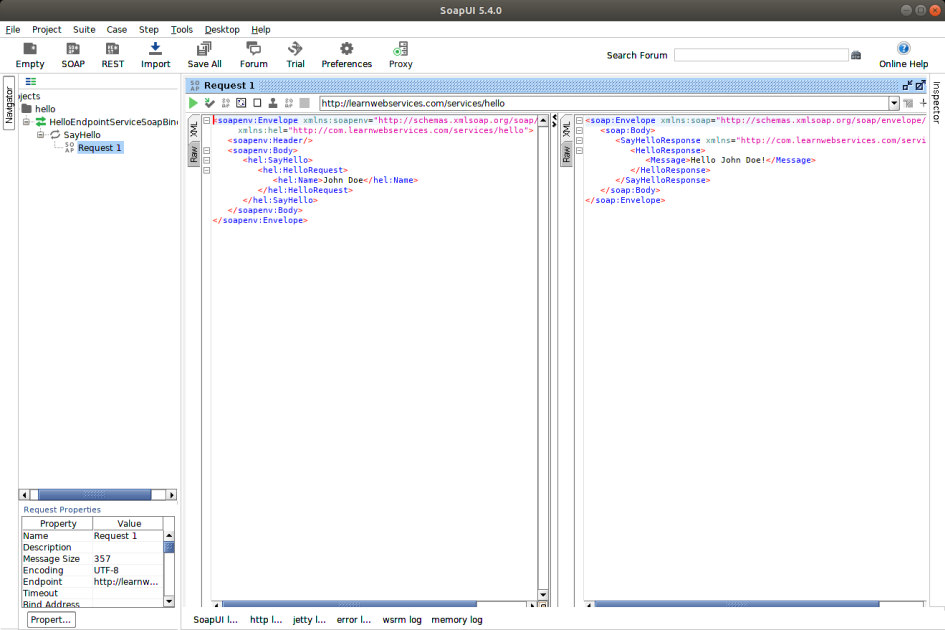 SoapUI 5.4.0
File Project Suite Case Step Tools Desktop Help
Empty SOAP REST Import Save All Forum Trial Preferences Proxy Search Forum Online Help
Navigator
jects
hello
HelloEndpointServiceSoapBin
SayHello
SO AP Request 1
Request Properties
Property Value
Name Request 1
Description
Message Size 357
Encoding UTF-8
Endpoint http://learnw...
Timeout
Bind Address
Propert...
SO AP Request 1
http://learnwebservices.com/services/hello
XML
Raw
<soapenv:Envelope xmlns:soapenv="http://schemas.xmlsoap.org/soap/
xmlns:hel="http://com.learnwebservices.com/services/hello">
<soapenv:Header/>
<soapenv:Body>
<hel:SayHello>
<hel:HelloRequest>
<hel:Name>John Doe</hel:Name>
</hel:HelloRequest>
</hel:SayHello>
</soapenv:Body>
</soapenv:Envelope>
XML
Raw
<soap:Envelope xmlns:soap="http://schemas.xmlsoap.org/soap/envelope/
<soap:Body>
<SayHelloResponse xmlns="http://com.learnwebservices.com/servi
<HelloResponse>
<Message>Hello John Doe!</Message>
</HelloResponse>
</SayHelloResponse>
</soap:Body>
</soap:Envelope>
Inspector
SoapUI l... http l... jetty l... error l... wsrm log memory log